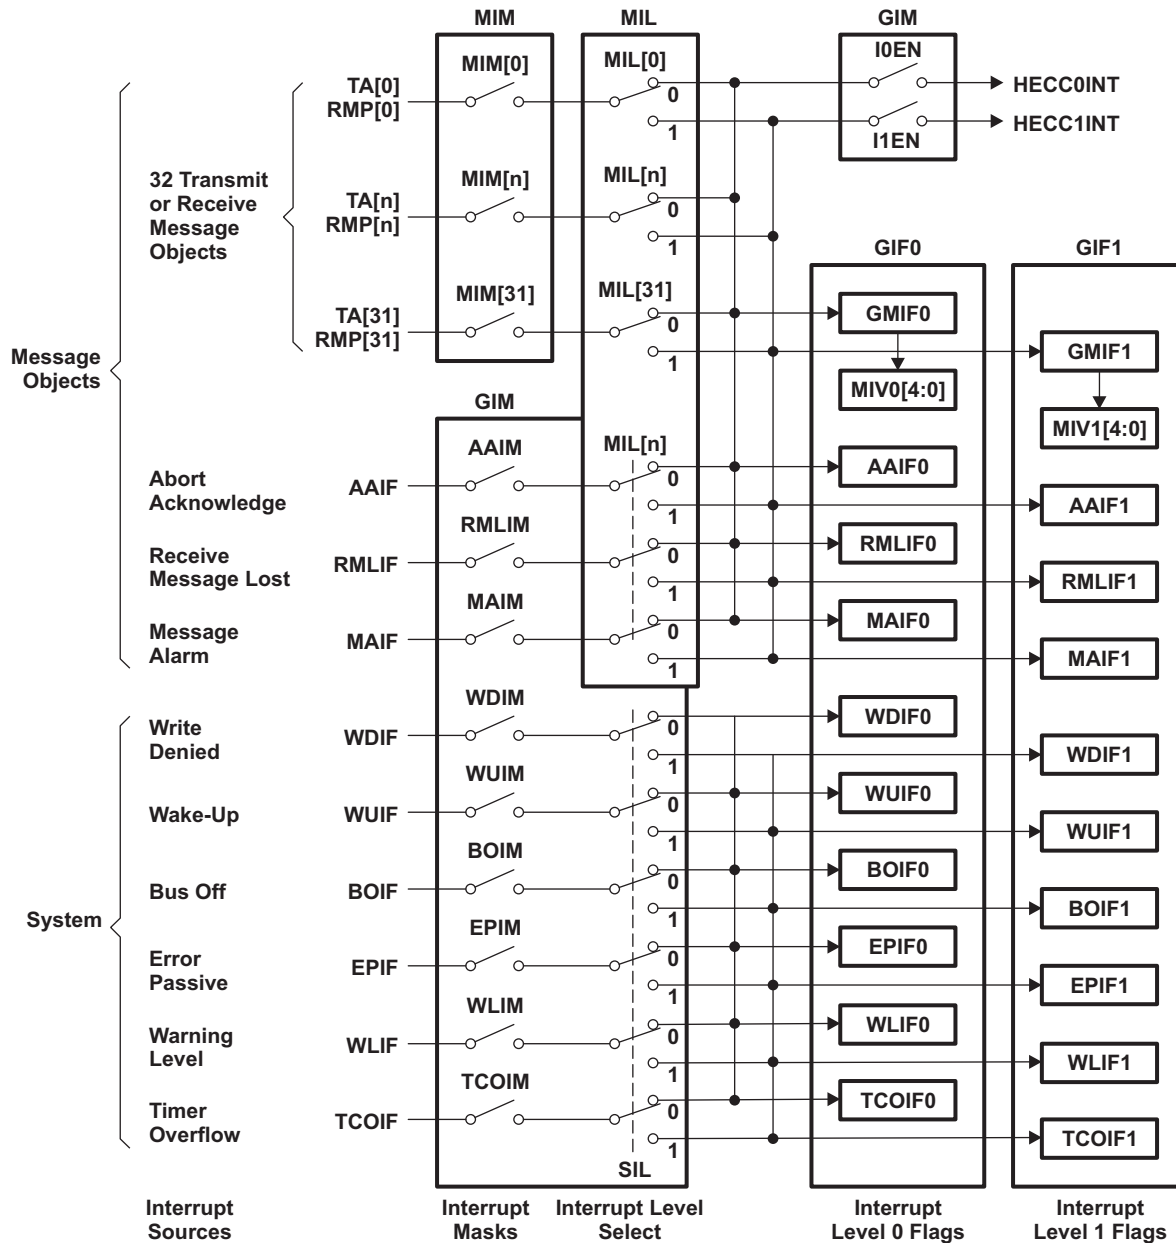 MIM
MIL
GIM
MIM[0]
MIL[0]
I0EN
TA[0]
RMP[0]
0
HECC0INT
1
I1EN
HECC1INT
32 Transmit
or Receive
Message
Objects
MIM[n]
MIL[n]
TA[n]
RMP[n]
0
1
GIF0
GIF1
MIM[31]
MIL[31]
TA[31]
RMP[31]
0
GMIF0
1
GMIF1
Message
Objects
MIV0[4:0]
MIV1[4:0]
GIM
AAIM
MIL[n]
Abort
Acknowledge
AAIF
0
AAIF0
1
AAIF1
RMLIM
Receive
Message Lost
RMLIF
0
RMLIF0
1
RMLIF1
MAIM
Message
Alarm
MAIF
0
MAIF0
1
MAIF1
System
WDIM
Write
Denied
WDIF
0
WDIF0
1
WDIF1
WUIM
Wake-Up
WUIF
0
WUIF0
1
WUIF1
BOIM
Bus Off
BOIF
0
BOIF0
1
BOIF1
EPIM
Error
Passive
EPIF
0
EPIF0
1
EPIF1
WLIM
Warning
Level
WLIF
0
WLIF0
1
WLIF1
TCOIM
Timer
Overflow
TCOIF
0
TCOIF0
1
TCOIF1
SIL
Interrupt
Sources
Interrupt
Masks
Interrupt Level
Select
Interrupt
Level 0 Flags
Interrupt
Level 1 Flags